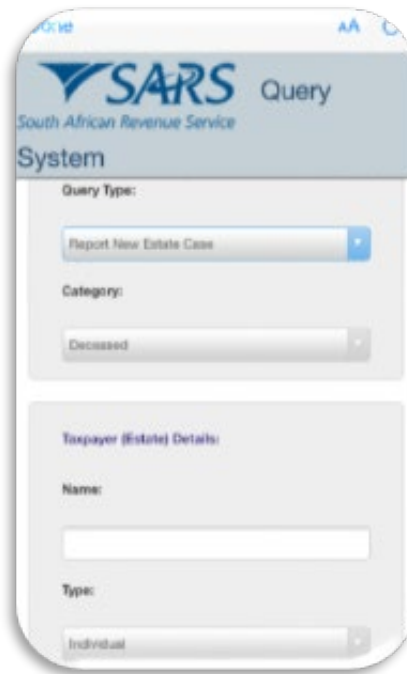 AA
SARS Query
South African Revenue Service
System
Query Type:
Report New Estate Case
Category:
Deceased
Taxpayer (Estate) Details:
Name:
Type:
Individual